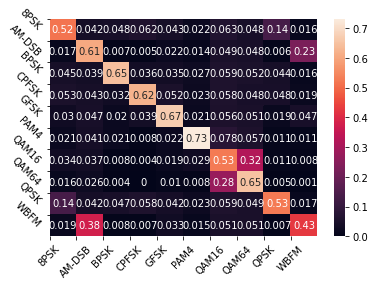 8PSK 0.52 0.042 0.048 0.062 0.043 0.022 0.063 0.048 0.14 0.016
AM-DSB 0.017 0.61 0.007 0.005 0.022 0.014 0.049 0.048 0.006 0.23
BPSK 0.045 0.039 0.65 0.036 0.035 0.027 0.059 0.052 0.044 0.016
CPFSK 0.053 0.043 0.032 0.62 0.052 0.023 0.058 0.048 0.048 0.02
GFSK 0.03 0.047 0.02 0.039 0.67 0.021 0.056 0.051 0.019 0.047
PAM4 0.021 0.041 0.021 0.008 0.022 0.73 0.078 0.057 0.011 0.011
QAM16 0.034 0.037 0.008 0.004 0.019 0.029 0.53 0.32 0.011 0.008
QAM64 0.016 0.026 0.004 0 0.01 0.008 0.28 0.65 0.005 0.001
QPSK 0.14 0.042 0.047 0.058 0.042 0.023 0.059 0.049 0.53 0.017
WBFM 0.019 0.38 0.008 0.007 0.033 0.015 0.051 0.051 0.007 0.43
8PSK AM-DSB BPSK CPFSK GFSK PAM4 QAM16 QAM64 QPSK WBFM
0.7
0.6
0.5
0.4
0.3
0.2
0.1
0.0